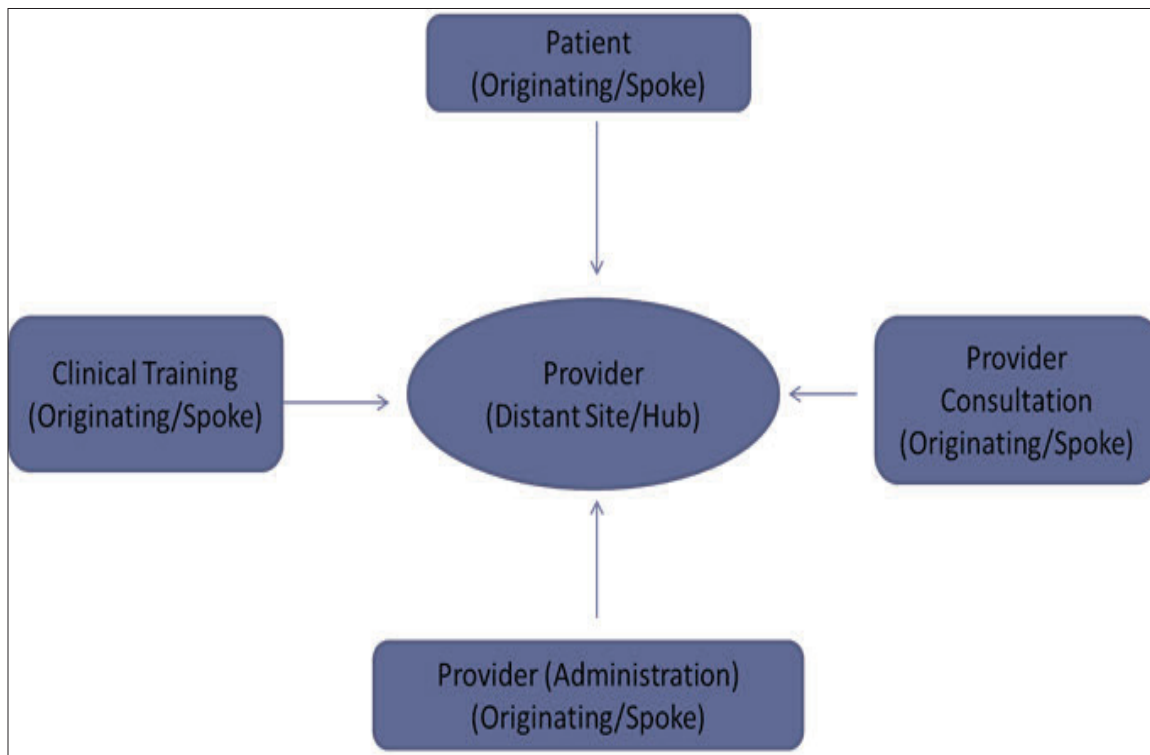 Patient
(Originating/Spoke)
Clinical Training
(Originating/Spoke)
Provider
(Distant Site/Hub)
Provider
Consultation
(Originating/Spoke)
Provider (Administration)
(Originating/Spoke)